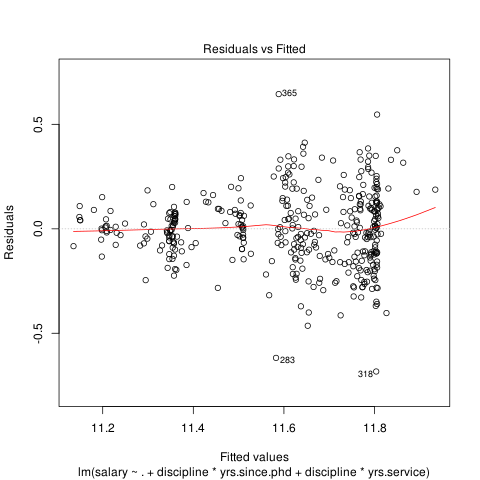 Residuals vs Fitted
Residuals
0.5
0.0
-0.5
365
283
318
11.2 11.4 11.6 11.8
Fitted values
lm(salary ~ . + discipline * yrs.since.phd + discipline * yrs.service)